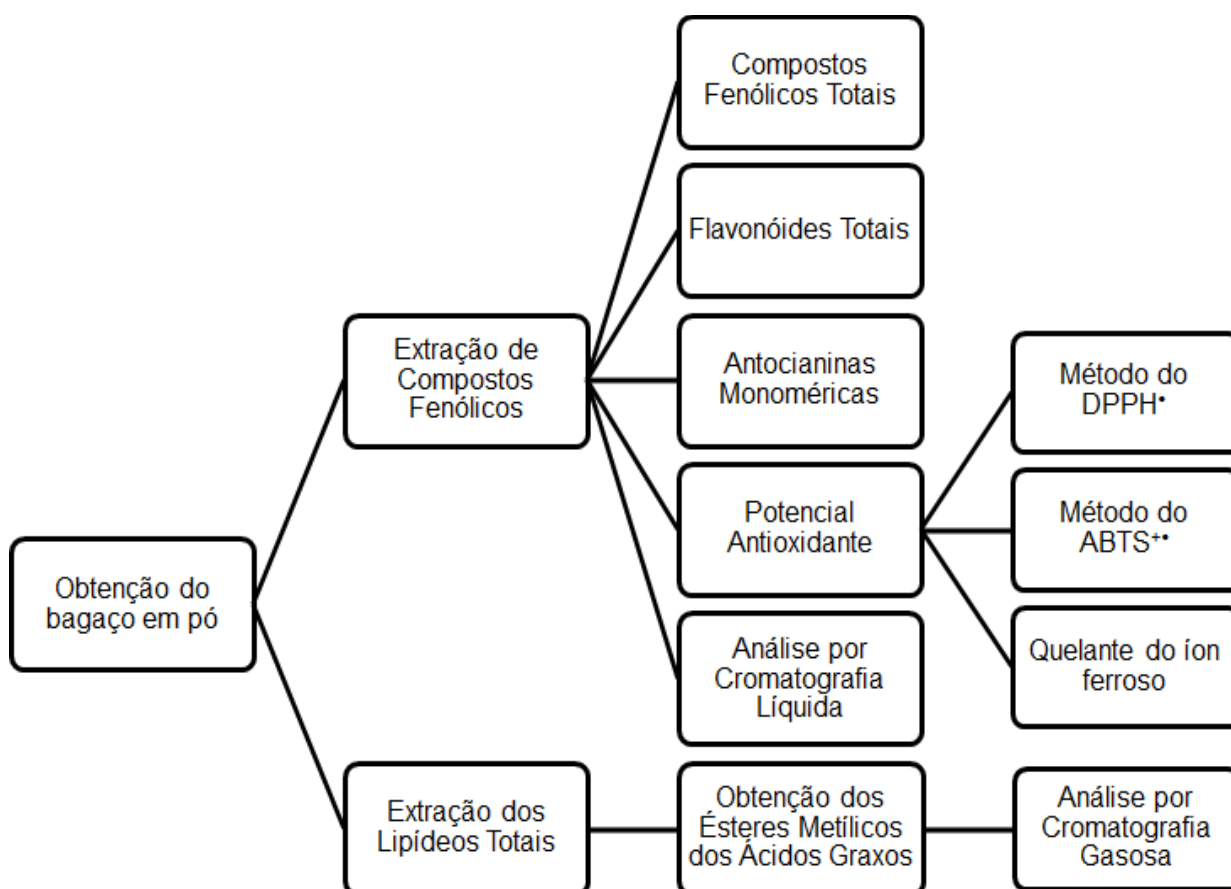 Compostos
Fenólicos Totais
Flavonóides Totais
Extração de
Compostos
Fenólicos
Antocianinas
Monoméricas
Método do
DPPH•
Potencial
Antioxidante
Método do
ABTS⁺•
Obtenção do
bagaço em pó
Análise por
Cromatografia
Líquida
Quelante do íon
ferroso
Extração dos
Lipídeos Totais
Obtenção dos
Ésteres Metílicos
dos Ácidos Graxos
Análise por
Cromatografia
Gasosa